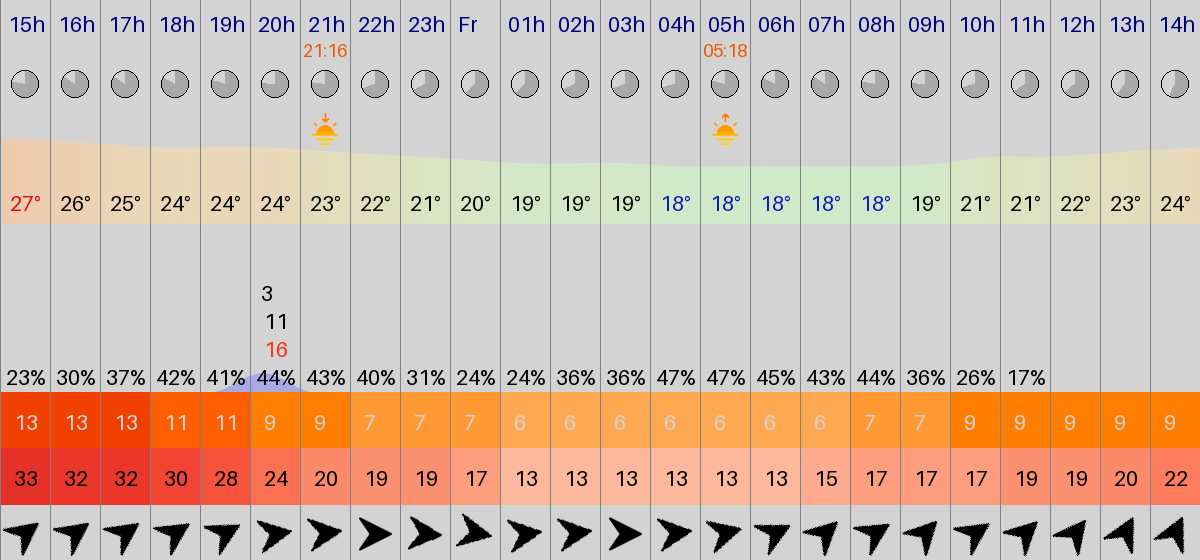 15h 16h 17h 18h 19h 20h 21h 22h 23h Fr 01h 02h 03h 04h 05h 06h 07h 08h 09h 10h 11h 12h 13h 14h
21:16 05:18
27° 26° 25° 24° 24° 24° 23° 22° 21° 20° 19° 19° 19° 18° 18° 18° 18° 18° 19° 21° 21° 22° 23° 24°
3
11
16
23% 30% 37% 42% 41% 44% 43% 40% 31% 24% 24% 36% 36% 47% 47% 45% 43% 44% 36% 26% 17%
13 13 13 11 11 9 9 7 7 7 6 6 6 6 6 6 6 7 7 9 9 9 9 9
33 32 32 30 28 24 20 19 19 17 13 13 13 13 13 13 15 17 17 17 19 19 20 22